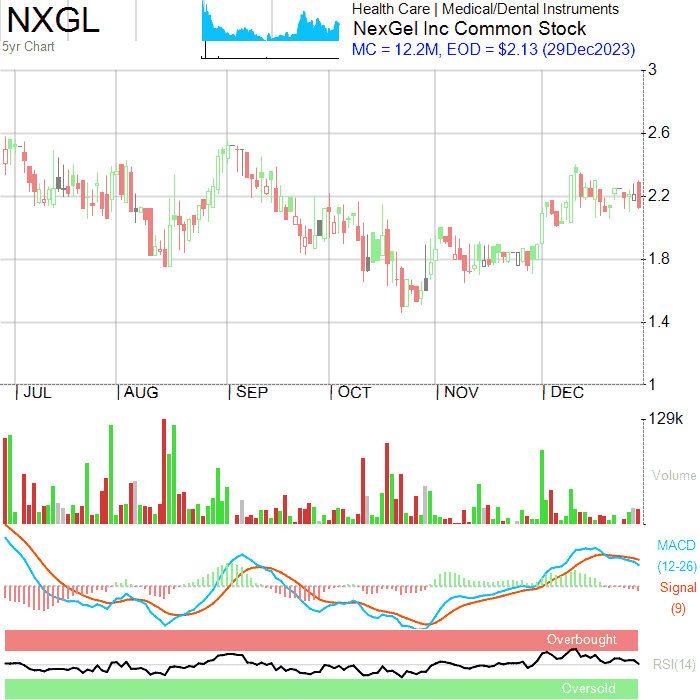 NXGL
5yr Chart
Health Care | Medical/Dental Instruments
NexGel Inc Common Stock
MC = 12.2M, EOD = $2.13 (29Dec2023)
3
2.6
2.2
1.8
1.4
1
JUL AUG SEP OCT NOV DEC
129k
Volume
MACD
(12-26)
Signal
(9)
Overbought
RSI(14)
Oversold